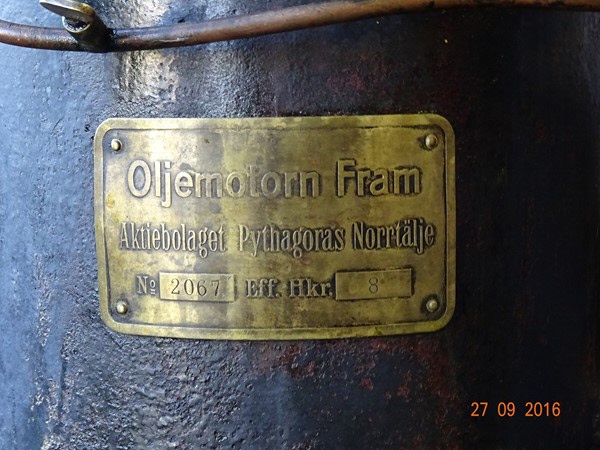 Oljemotorn Fram
Aktiebolaget Pythagoras Norrtälje
№ 2067 Eff. Hkr. 8
27 09 2016